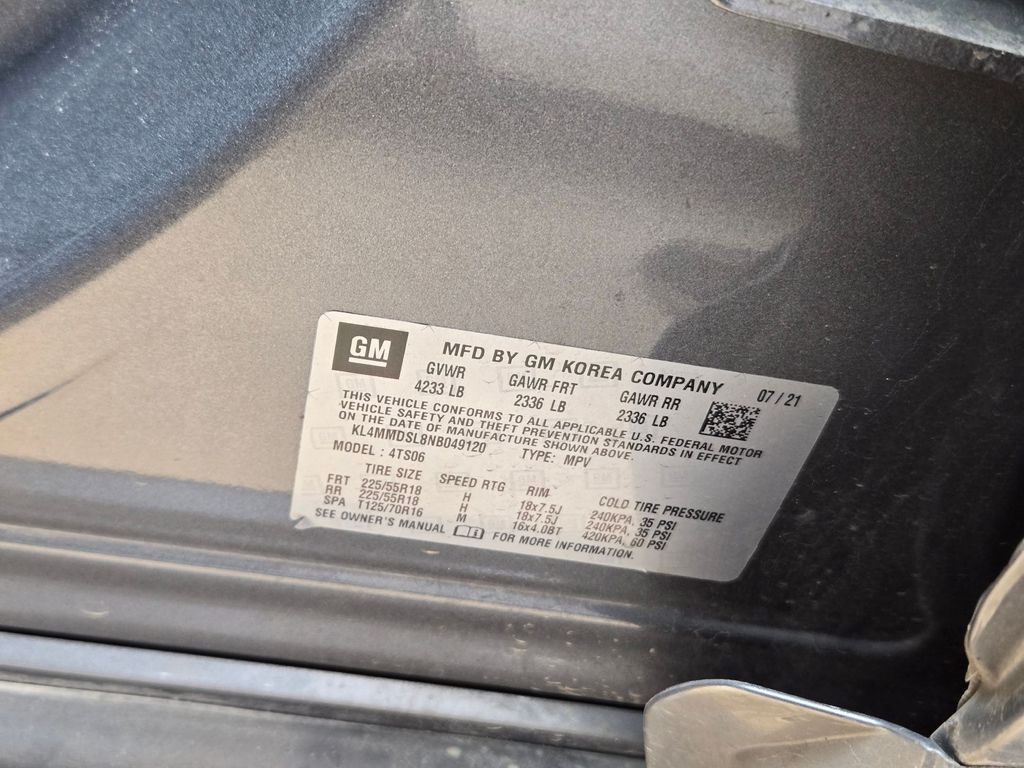 GM
MFD BY GM KOREA COMPANY 07 / 21
GVWR GAWR FRT GAWR RR
4233 LB 2336 LB 2336 LB
THIS VEHICLE CONFORMS TO ALL APPLICABLE U.S. FEDERAL MOTOR
VEHICLE SAFETY AND THEFT PREVENTION STANDARDS IN EFFECT
ON THE DATE OF MANUFACTURE SHOWN ABOVE.
KL4MMDSL8NB049120 TYPE: MPV
MODEL : 4TS06
TIRE SIZE SPEED RTG RIM COLD TIRE PRESSURE
FRT 225/55R18 H 18x7.5J 240KPA, 35 PSI
RR 225/55R18 H 18x7.5J 240KPA, 35 PSI
SPA T125/70R16 M 16x4.0BT 420KPA, 60 PSI
SEE OWNER'S MANUAL FOR MORE INFORMATION.